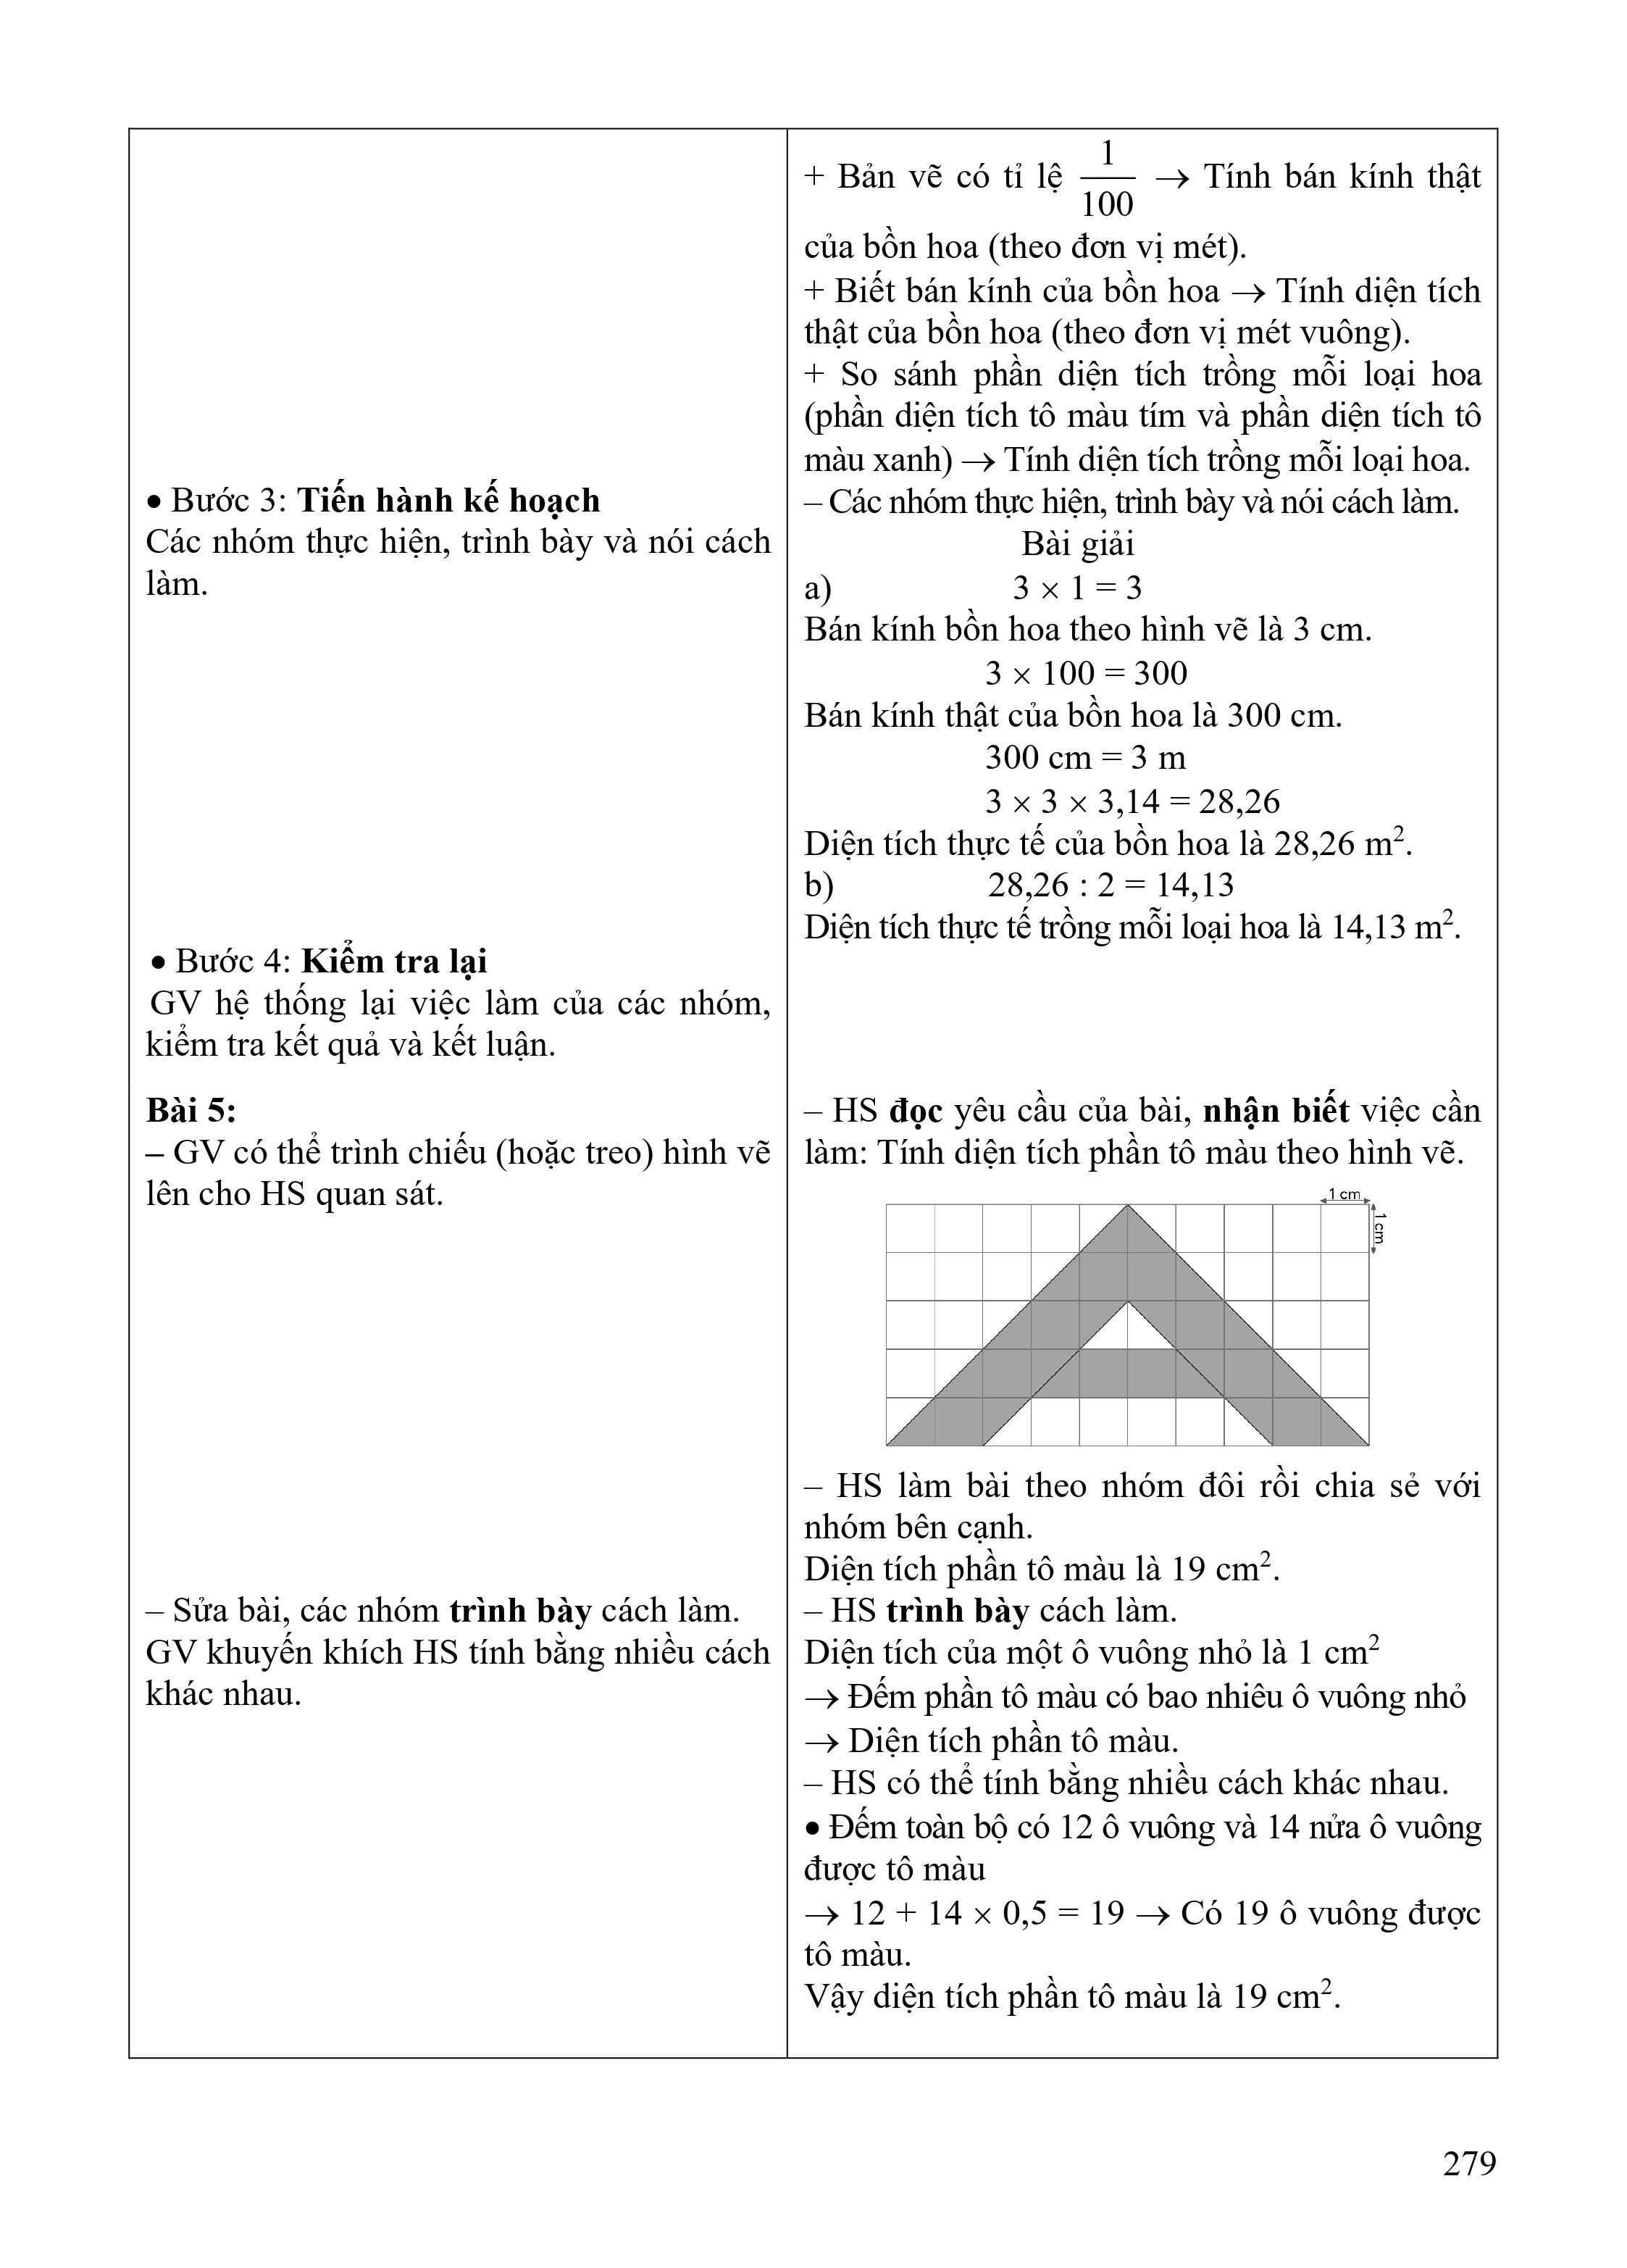 + Bản vẽ có tỉ lệ 1/100 → Tính bán kính thật
của bồn hoa (theo đơn vị mét).
+ Biết bán kính của bồn hoa → Tính diện tích
thật của bồn hoa (theo đơn vị mét vuông).
+ So sánh phần diện tích trồng mỗi loại hoa
(phần diện tích tô màu tím và phần diện tích tô
màu xanh) → Tính diện tích trồng mỗi loại hoa.
• Bước 3: Tiến hành kế hoạch
Các nhóm thực hiện, trình bày và nói cách
làm.
– Các nhóm thực hiện, trình bày và nói cách làm.
Bài giải
a) 3 × 1 = 3
Bán kính bồn hoa theo hình vẽ là 3 cm.
3 × 100 = 300
Bán kính thật của bồn hoa là 300 cm.
300 cm = 3 m
3 × 3 × 3,14 = 28,26
Diện tích thực tế của bồn hoa là 28,26 m².
b) 28,26 : 2 = 14,13
Diện tích thực tế trồng mỗi loại hoa là 14,13 m².
• Bước 4: Kiểm tra lại
GV hệ thống lại việc làm của các nhóm,
kiểm tra kết quả và kết luận.
Bài 5:
– GV có thể trình chiếu (hoặc treo) hình vẽ
lên cho HS quan sát.
– HS đọc yêu cầu của bài, nhận biết việc cần
làm: Tính diện tích phần tô màu theo hình vẽ.
1 cm
1 cm
– HS làm bài theo nhóm đôi rồi chia sẻ với
nhóm bên cạnh.
Diện tích phần tô màu là 19 cm².
– Sửa bài, các nhóm trình bày cách làm.
GV khuyến khích HS tính bằng nhiều cách
khác nhau.
– HS trình bày cách làm.
Diện tích của một ô vuông nhỏ là 1 cm²
→ Đếm phần tô màu có bao nhiêu ô vuông nhỏ
→ Diện tích phần tô màu.
– HS có thể tính bằng nhiều cách khác nhau.
• Đếm toàn bộ có 12 ô vuông và 14 nửa ô vuông
được tô màu
→ 12 + 14 × 0,5 = 19 → Có 19 ô vuông được
tô màu.
Vậy diện tích phần tô màu là 19 cm².
279